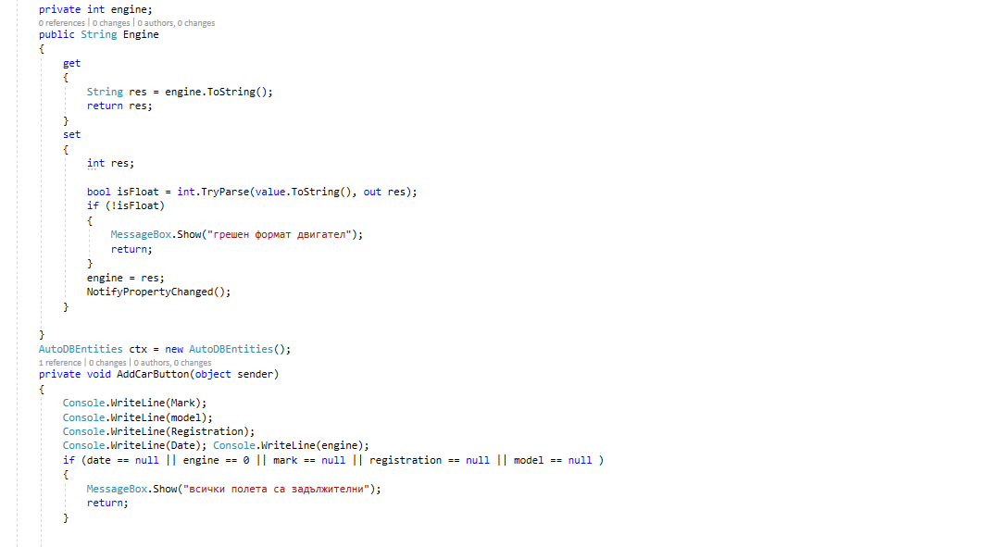 private int engine;
0 references | 0 changes | 0 authors, 0 changes
public String Engine
{
get
{
String res = engine.ToString();
return res;
}
set
{
int res;
bool isFloat = int.TryParse(value.ToString(), out res);
if (!isFloat)
{
MessageBox.Show("грешен формат двигател");
return;
}
engine = res;
NotifyPropertyChanged();
}
}
AutoDBEntities ctx = new AutoDBEntities();
1 reference | 0 changes | 0 authors, 0 changes
private void AddCarButton(object sender)
{
Console.WriteLine(Mark);
Console.WriteLine(model);
Console.WriteLine(Registration);
Console.WriteLine(Date); Console.WriteLine(engine);
if (date == null || engine == 0 || mark == null || registration == null || model == null )
{
MessageBox.Show("всички полета са задължителни");
return;
}